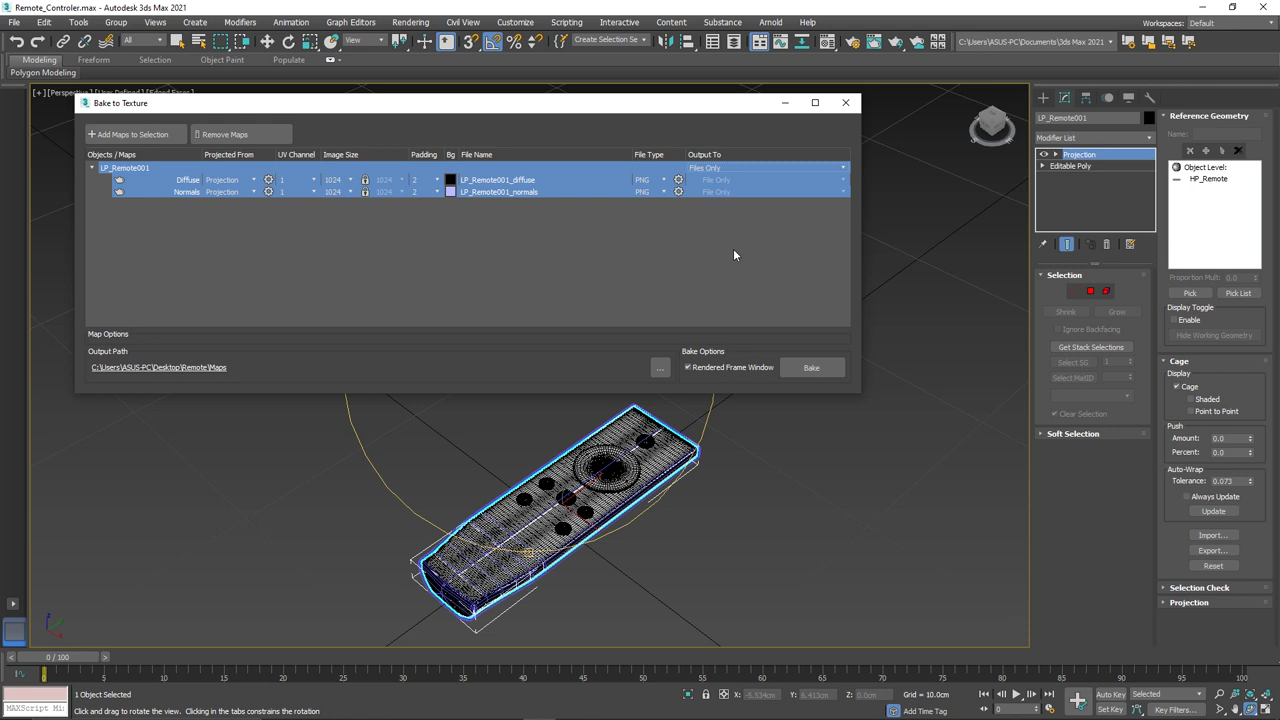 Remote_Controler.max - Autodesk 3ds Max 2021
File Edit Tools Group Views Create Modifiers Animation Graph Editors Rendering Civil View Customize Scripting Interactive Content Substance Arnold Help
Workspaces: Default
All View Create Selection Se C:\Users\ASUS-PC\Documents\3ds Max 2021
Modeling Freeform Selection Object Paint Populate
Polygon Modeling
Bake to Texture
Add Maps to Selection Remove Maps
Objects / Maps Projected From UV Channel Image Size Padding Bg File Name File Type Output To
LP_Remote001 Files Only
Diffuse Projection 1 1024 1024 2 LP_Remote001_diffuse PNG File Only
Normals Projection 1 1024 1024 2 LP_Remote001_normals PNG File Only
Map Options
Output Path
C:\Users\ASUS-PC\Desktop\Remote\Maps
...
Bake Options
Rendered Frame Window Bake
LP_Remote001
Modifier List
Projection
Editable Poly
Selection
Shrink Grow
Ignore Backfacing
Get Stack Selections
Select SG 1
Select MatID
Clear Selection
Soft Selection
Reference Geometry
Name:
Object Level:
HP_Remote
Proportion Mult: 0.0
Pick Pick List
Display Toggle
Enable
Hide Working Geometry
Cage
Display
Cage
Shaded
Point to Point
Push
Amount: 0.0
Percent: 0.0
Auto-Wrap
Tolerance: 0.073
Always Update
Update
Import...
Export...
Reset
Selection Check
Projection
0 / 100
0 5 10 15 20 25 30 35 40 45 50 55 60 65 70 75 80 85 90 95 100
MAXScript Mi
1 Object Selected
Click and drag to rotate the view. Clicking in the tabs constrains the rotation
X: -5.534cm Y: 6.413cm Z: 0.0cm Grid = 10.0cm
Add Time Tag
0
Auto Key Selected
Set Key Key Filters...